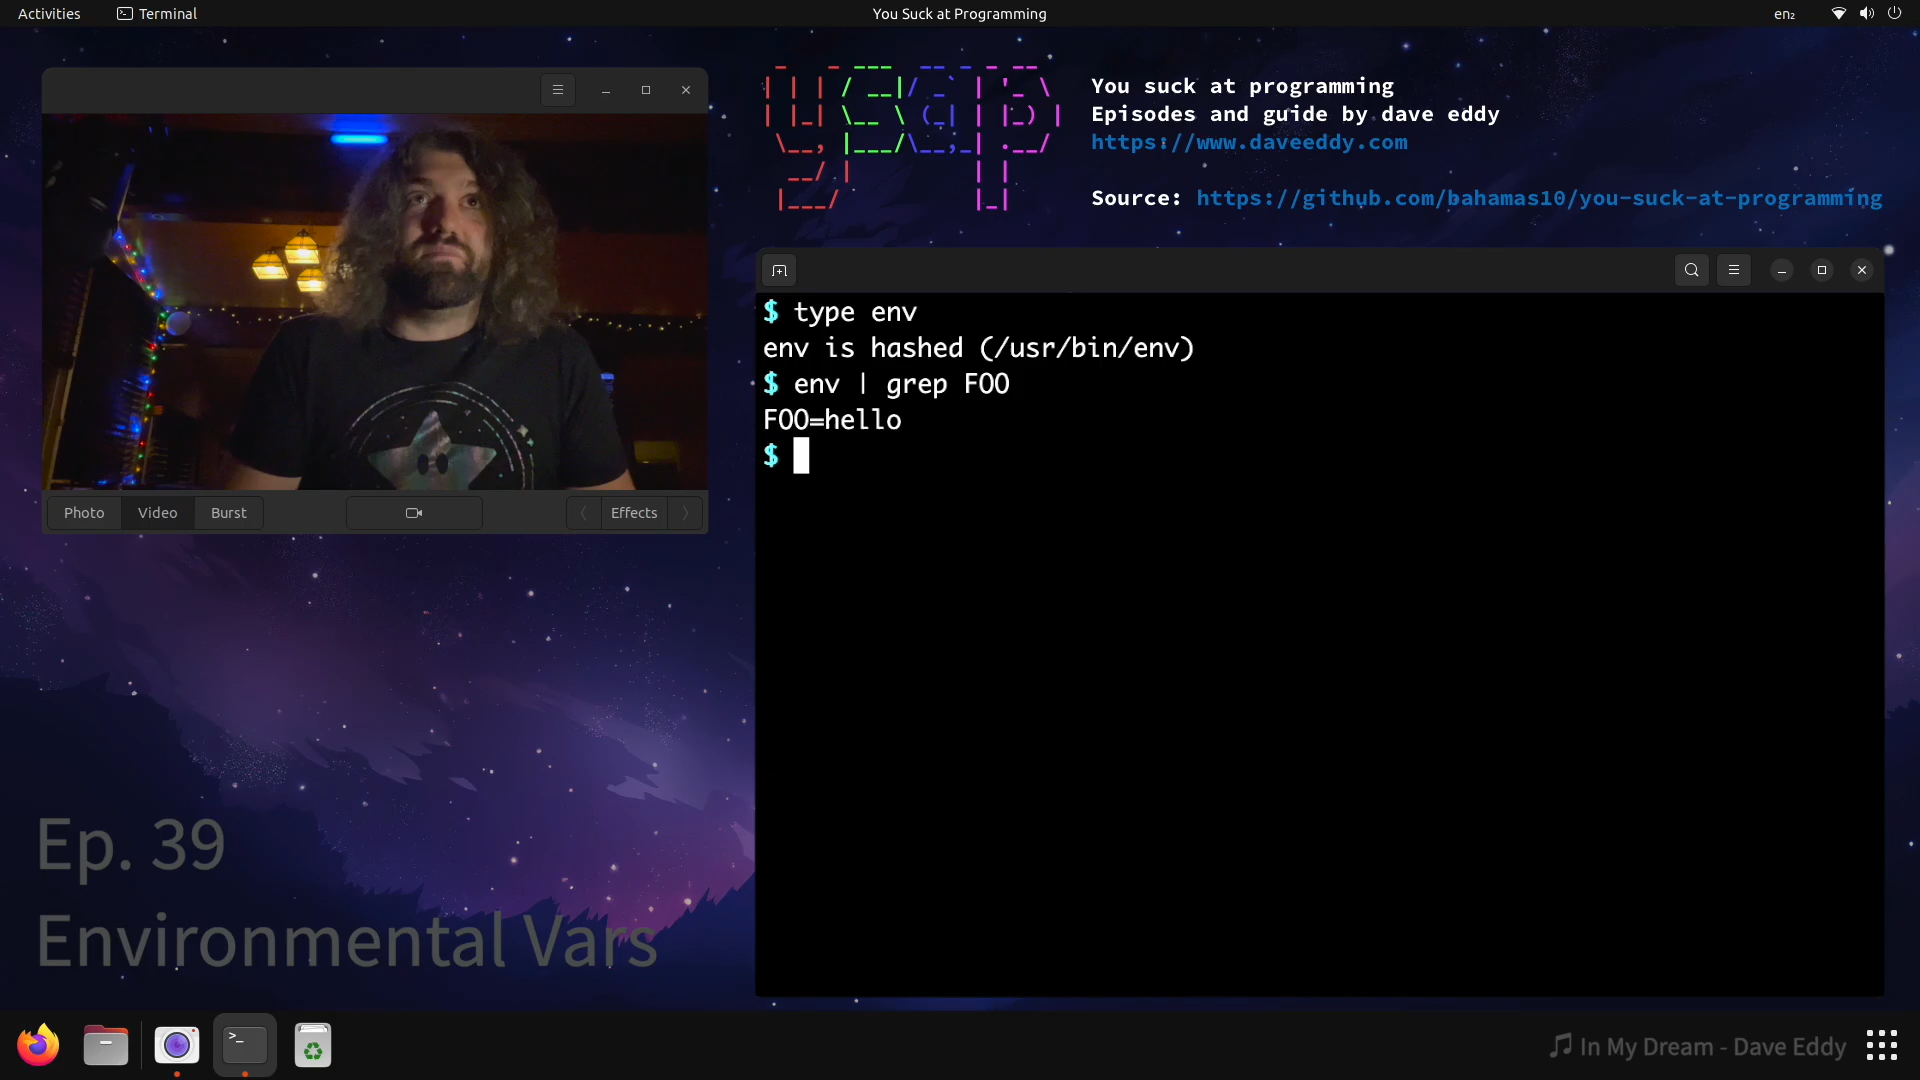 Activities
Terminal
You Suck at Programming
en₂
You suck at programming
Episodes and guide by dave eddy
https://www.daveeddy.com
Source: https://github.com/bahamas10/you-suck-at-programming
$ type env
env is hashed (/usr/bin/env)
$ env | grep FOO
FOO=hello
$
Photo
Video
Burst
Effects
Ep. 39
Environmental Vars
In My Dream - Dave Eddy